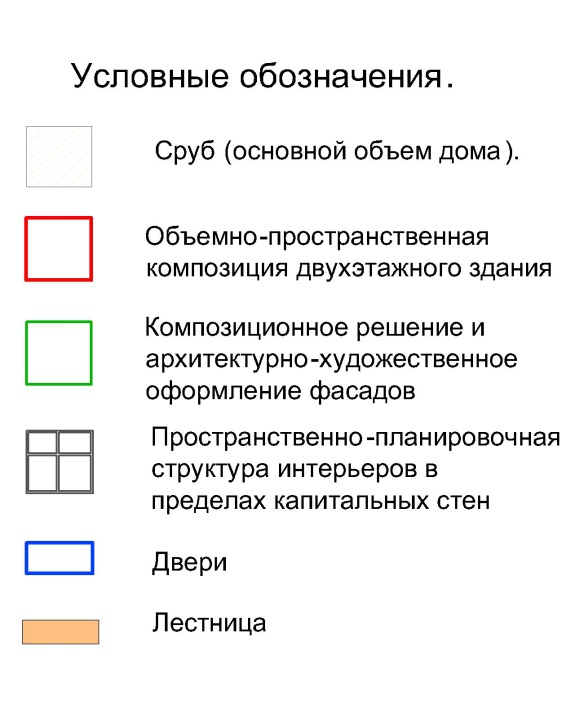 Условные обозначения.
Сруб (основной объем дома).
Объемно-пространственная
композиция двухэтажного здания
Композиционное решение и
архитектурно-художественное
оформление фасадов
Пространственно-планировочная
структура интерьеров в
пределах капитальных стен
Двери
Лестница